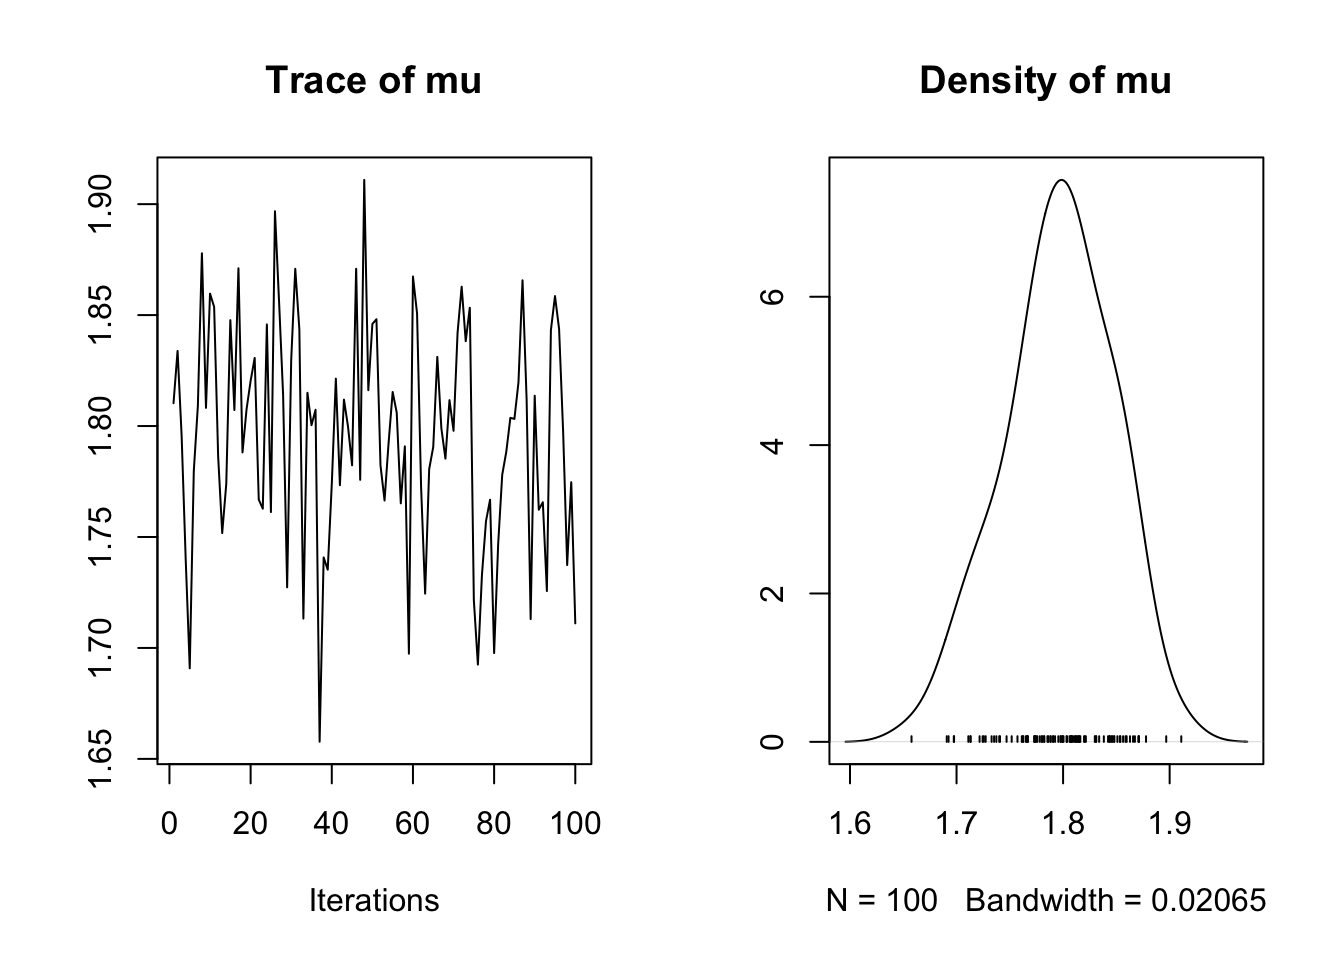 Trace of mu
1.90
1.85
1.80
1.75
1.70
1.65
0 20 40 60 80 100
Iterations
Density of mu
6
4
2
0
1.6 1.7 1.8 1.9
N = 100 Bandwidth = 0.02065